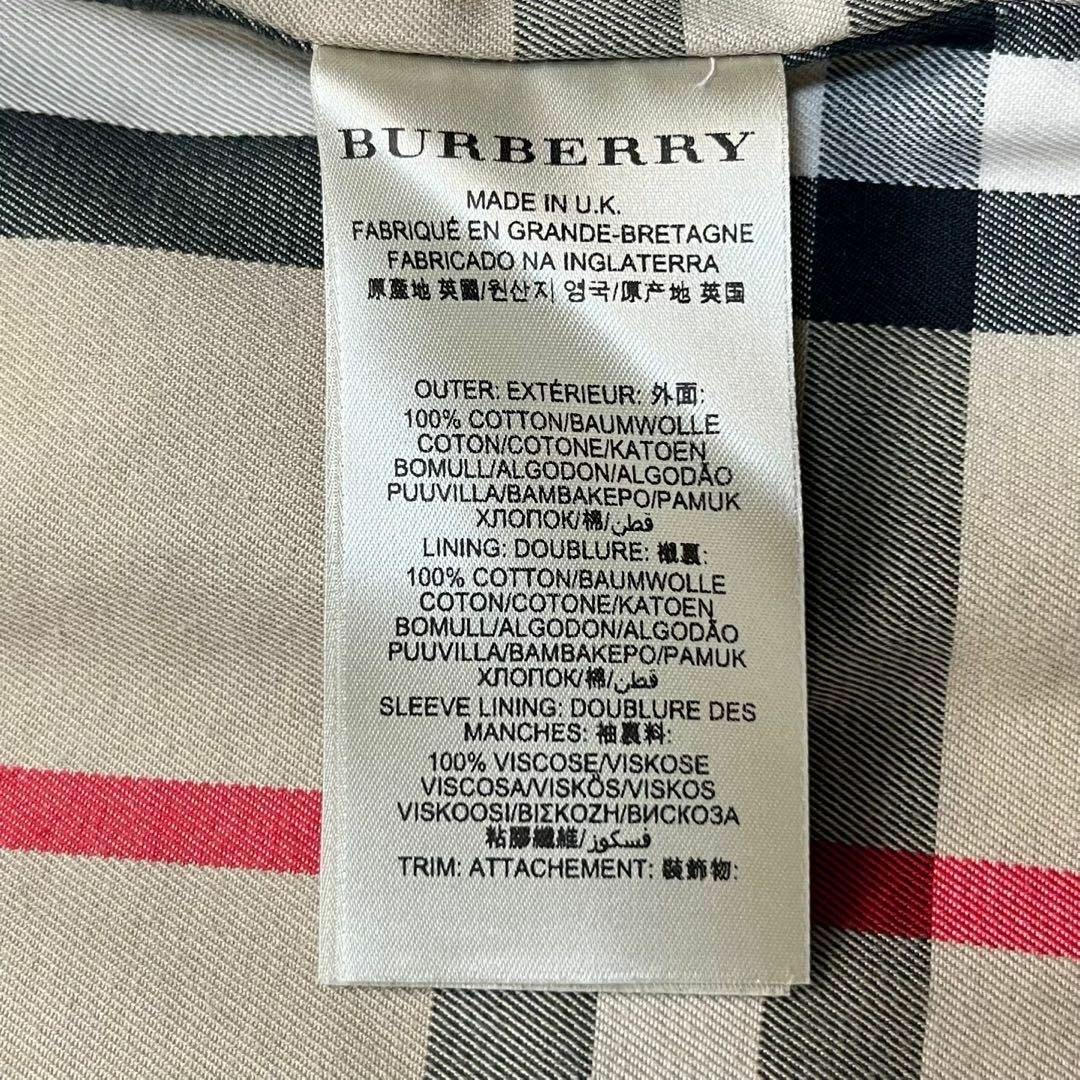 BURBERRY
MADE IN U.K.
FABRIQUÉ EN GRANDE-BRETAGNE
FABRICADO NA INGLATERRA
原產地 英國/원산지 영국/原产地 英国
OUTER: EXTÉRIEUR: 外面:
100% COTTON/BAUMWOLLE
COTON/COTONE/KATOEN
BOMULL/ALGODON/ALGODÃO
PUUVILLA/BAMBAKEPO/PAMUK
ХЛОПОК/棉/قطن
LINING: DOUBLURE: 襯裏:
100% COTTON/BAUMWOLLE
COTON/COTONE/KATOEN
BOMULL/ALGODON/ALGODÃO
PUUVILLA/BAMBAKEPO/PAMUK
ХЛОПОК/棉/قطن
SLEEVE LINING: DOUBLURE DES
MANCHES: 袖裏料:
100% VISCOSE/VISKOSE
VISCOSA/VISKÖS/VISKOS
VISKOOSI/ΒΙΣΚΟΖΗ/ВИСКОЗА
粘膠纖維/فسكوز
TRIM: ATTACHEMENT: 裝飾物: